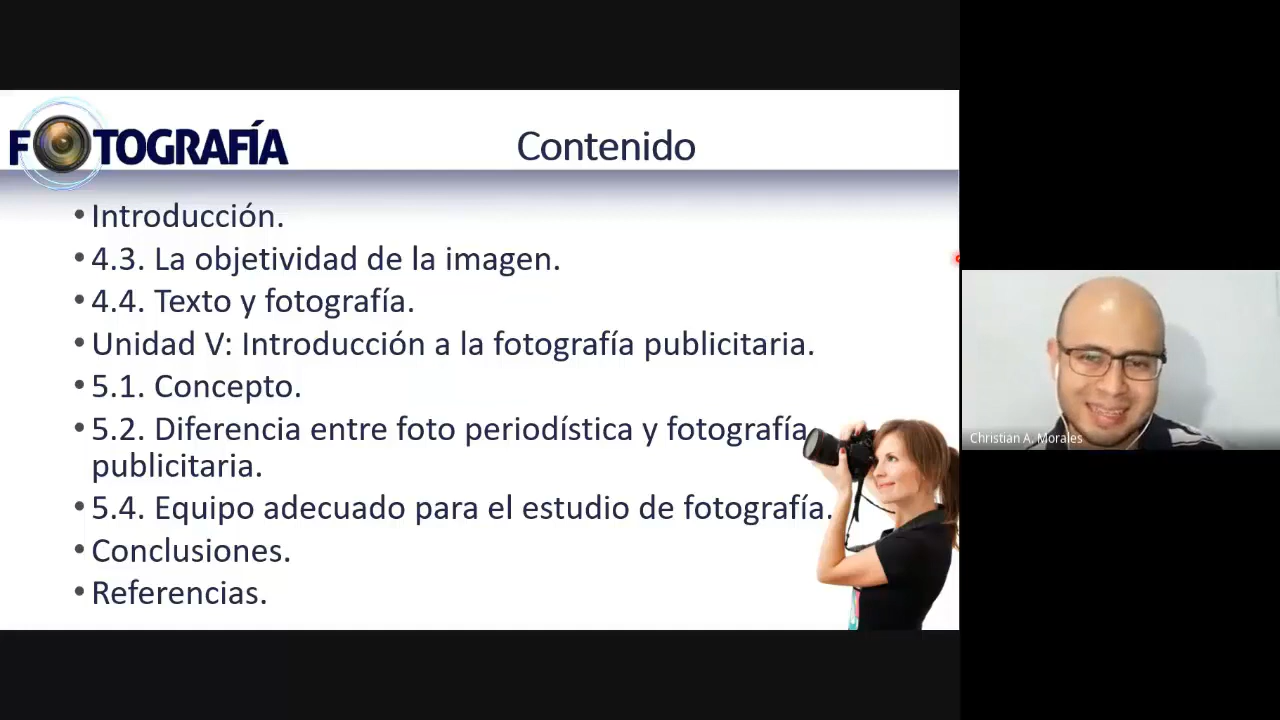 FOTOGRAFÍA
Contenido
• Introducción.
• 4.3. La objetividad de la imagen.
• 4.4. Texto y fotografía.
• Unidad V: Introducción a la fotografía publicitaria.
• 5.1. Concepto.
• 5.2. Diferencia entre foto periodística y fotografía
publicitaria.
• 5.4. Equipo adecuado para el estudio de fotografía.
• Conclusiones.
• Referencias.
Christian A. Morales